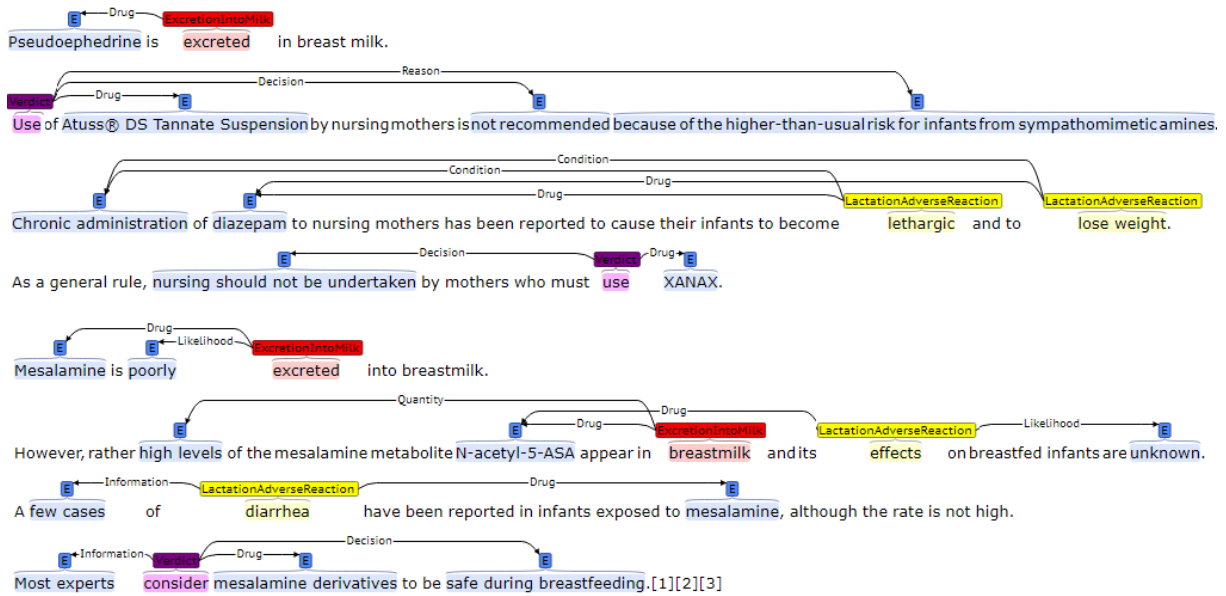 Drug
E ExcretionIntoMilk
Pseudoephedrine is excreted in breast milk.
Reason
Decision
Verdict Drug E E E
Use of Atuss® DS Tannate Suspension by nursing mothers is not recommended because of the higher-than-usual risk for infants from sympathomimetic amines.
Condition
Condition
Drug
Drug
E E LactationAdverseReaction LactationAdverseReaction
Chronic administration of diazepam to nursing mothers has been reported to cause their infants to become lethargic and to lose weight.
E Decision Verdict Drug E
As a general rule, nursing should not be undertaken by mothers who must use XANAX.
Drug
E E Likelihood ExcretionIntoMilk
Mesalamine is poorly excreted into breastmilk.
Quantity
Drug
Drug Likelihood
E E ExcretionIntoMilk LactationAdverseReaction E
However, rather high levels of the mesalamine metabolite N-acetyl-5-ASA appear in breastmilk and its effects on breastfed infants are unknown.
E Information LactationAdverseReaction Drug E
A few cases of diarrhea have been reported in infants exposed to mesalamine, although the rate is not high.
Decision
E Information Verdict Drug E E
Most experts consider mesalamine derivatives to be safe during breastfeeding.[1][2][3]